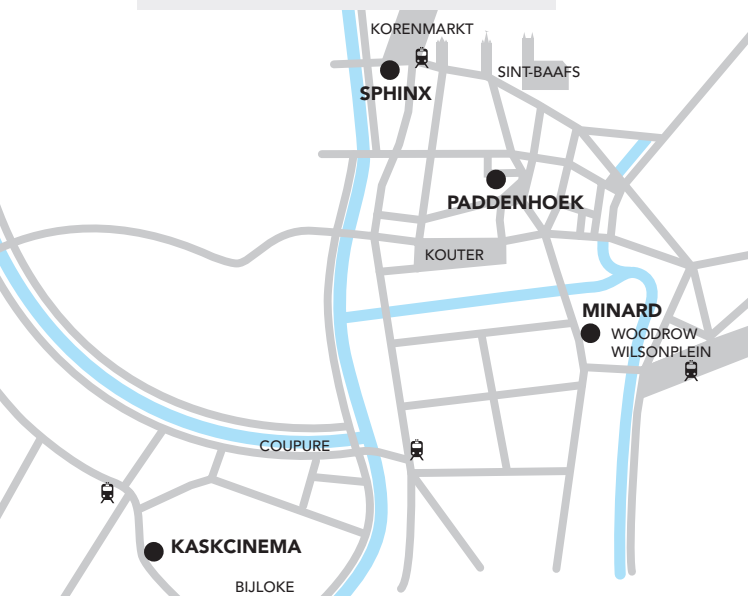 KORENMARKT
SINT-BAAFS
SPHINX
PADDENHOEK
KOUTER
MINARD
WOODROW
WILSONPLEIN
COUPURE
KASKCINEMA
BIJLOKE